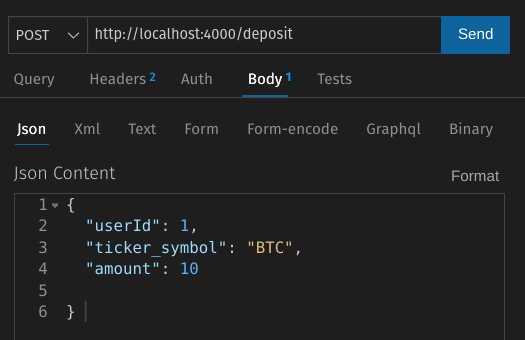 POST http://localhost:4000/deposit Send
Query Headers 2 Auth Body 1 Tests
Json Xml Text Form Form-encode Graphql Binary
Json Content Format
1 {
2 "userId": 1,
3 "ticker_symbol": "BTC",
4 "amount": 10
5
6 }